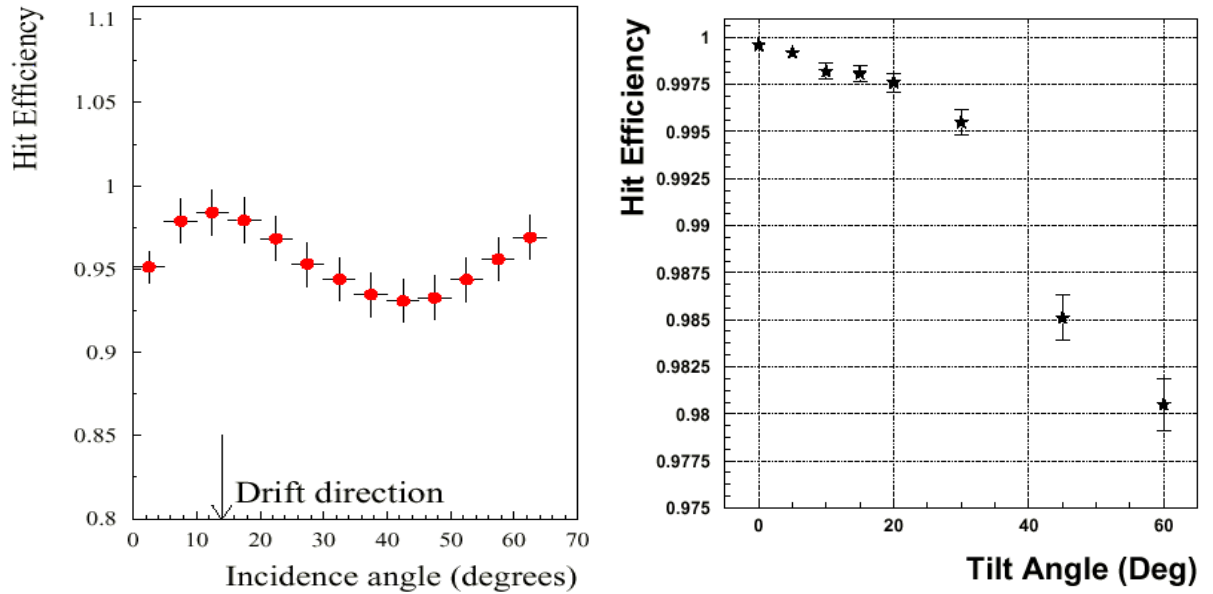 Hit Efficiency
1.1
1.05
1
0.95
0.9
0.85
0.8
Drift direction
0 10 20 30 40 50 60 70
Incidence angle (degrees)
Hit Efficiency
1
0.9975
0.995
0.9925
0.99
0.9875
0.985
0.9825
0.98
0.9775
0.975
0 20 40 60
Tilt Angle (Deg)